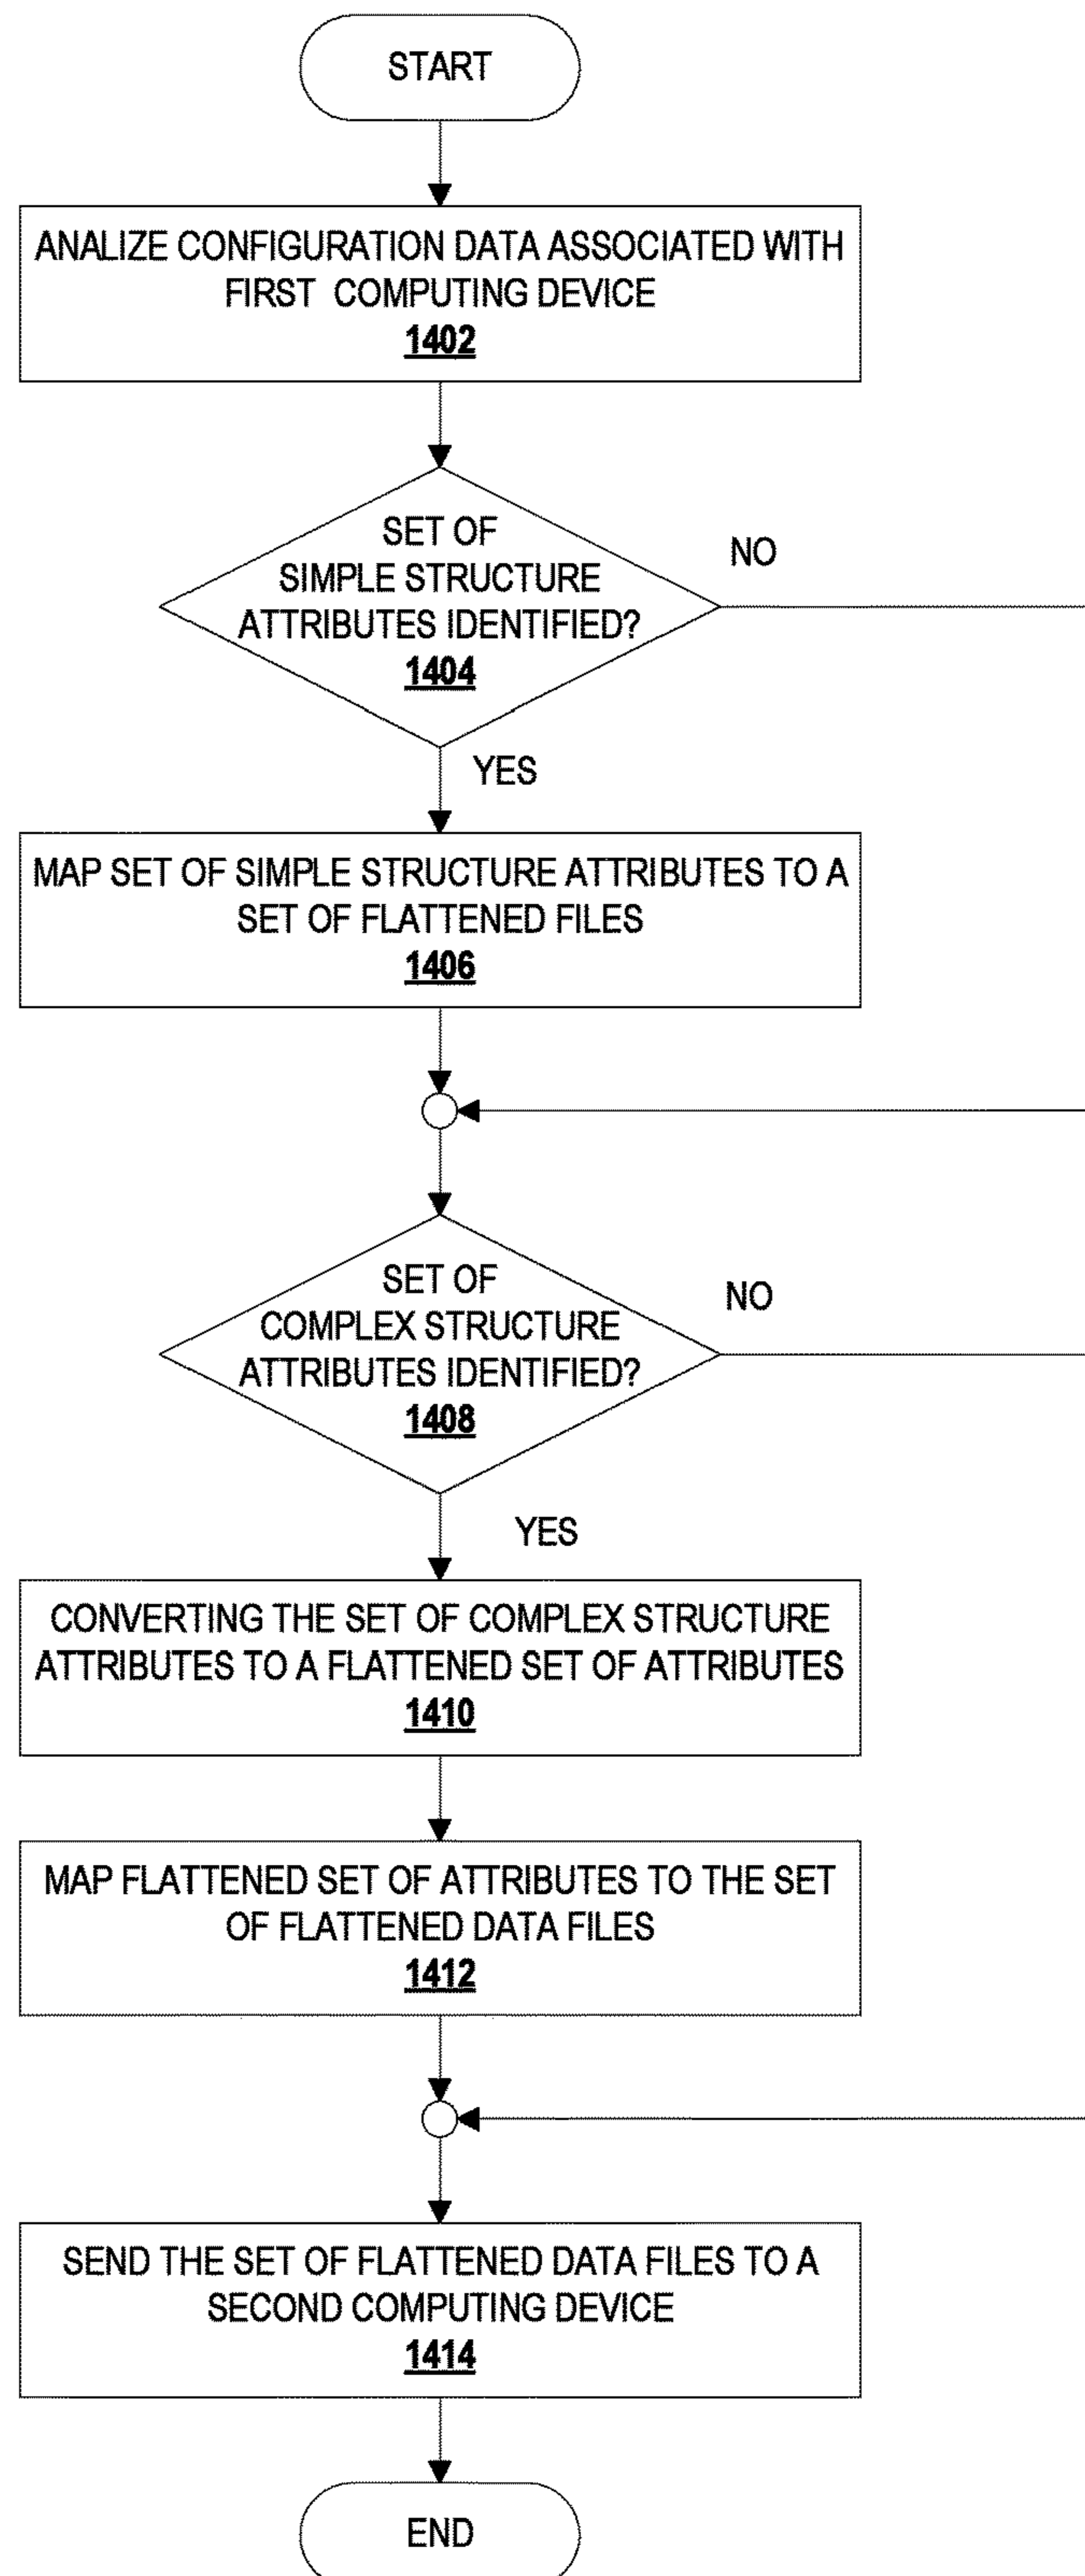 START
ANALIZE CONFIGURATION DATA ASSOCIATED WITH
FIRST COMPUTING DEVICE
1402
SET OF
SIMPLE STRUCTURE
ATTRIBUTES IDENTIFIED?
1404
NO
YES
MAP SET OF SIMPLE STRUCTURE ATTRIBUTES TO A
SET OF FLATTENED FILES
1406
SET OF
COMPLEX STRUCTURE
ATTRIBUTES IDENTIFIED?
1408
NO
YES
CONVERTING THE SET OF COMPLEX STRUCTURE
ATTRIBUTES TO A FLATTENED SET OF ATTRIBUTES
1410
MAP FLATTENED SET OF ATTRIBUTES TO THE SET
OF FLATTENED DATA FILES
1412
SEND THE SET OF FLATTENED DATA FILES TO A
SECOND COMPUTING DEVICE
1414
END